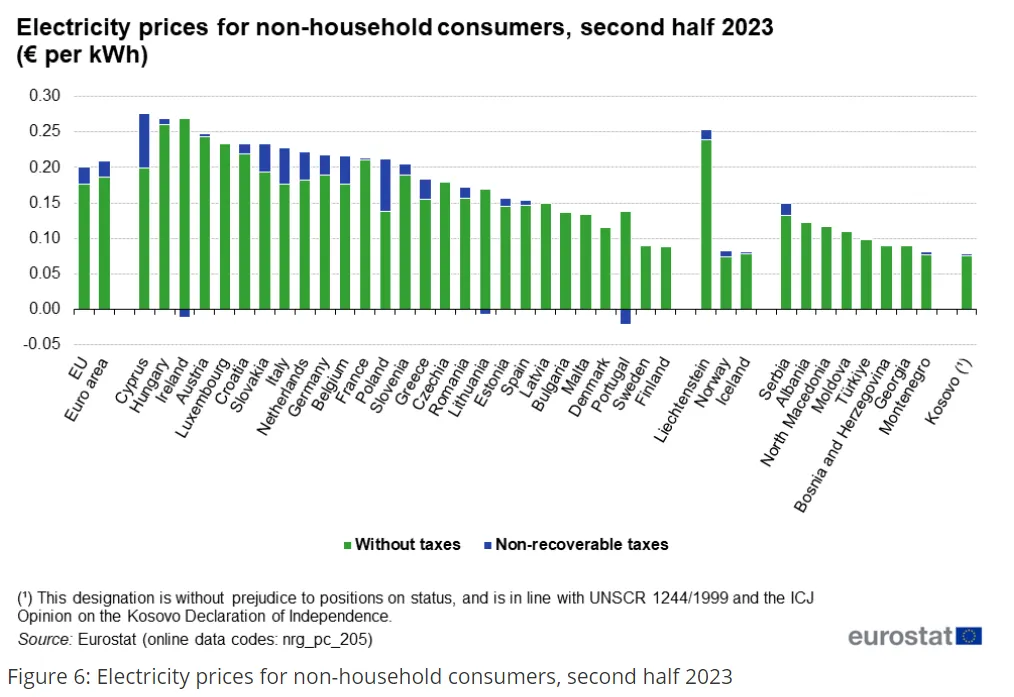 Electricity prices for non-household consumers, second half 2023
(€ per kWh)
0.30
0.25
0.20
0.15
0.10
0.05
0.00
-0.05
EU
Euro area
Cyprus
Hungary
Ireland
Austria
Luxembourg
Croatia
Slovakia
Italy
Netherlands
Germany
Belgium
France
Poland
Slovenia
Greece
Czechia
Romania
Lithuania
Estonia
Spain
Latvia
Bulgaria
Malta
Denmark
Portugal
Sweden
Finland
Liechtenstein
Norway
Iceland
Serbia
Albania
North Macedonia
Moldova
Türkiye
Bosnia and Herzegovina
Georgia
Montenegro
Kosovo (¹)
Without taxes Non-recoverable taxes
(¹) This designation is without prejudice to positions on status, and is in line with UNSCR 1244/1999 and the ICJ
Opinion on the Kosovo Declaration of Independence.
Source: Eurostat (online data codes: nrg_pc_205)
eurostat
Figure 6: Electricity prices for non-household consumers, second half 2023